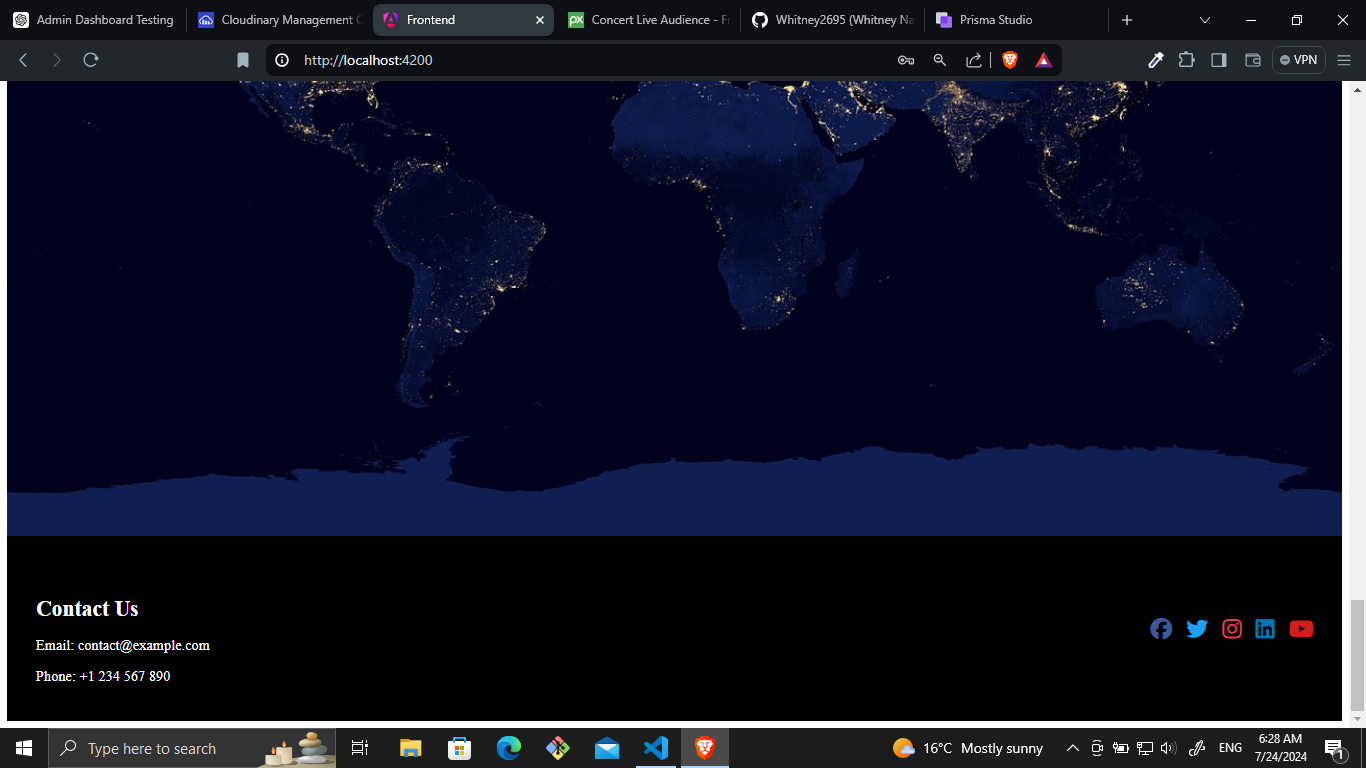 Admin Dashboard Testing
Cloudinary Management C
Frontend
Concert Live Audience - Fr
Whitney2695 (Whitney Na
Prisma Studio
http://localhost:4200
VPN
Contact Us
Email: contact@example.com
Phone: +1 234 567 890
Type here to search
16°C Mostly sunny
ENG
6:28 AM
7/24/2024
1